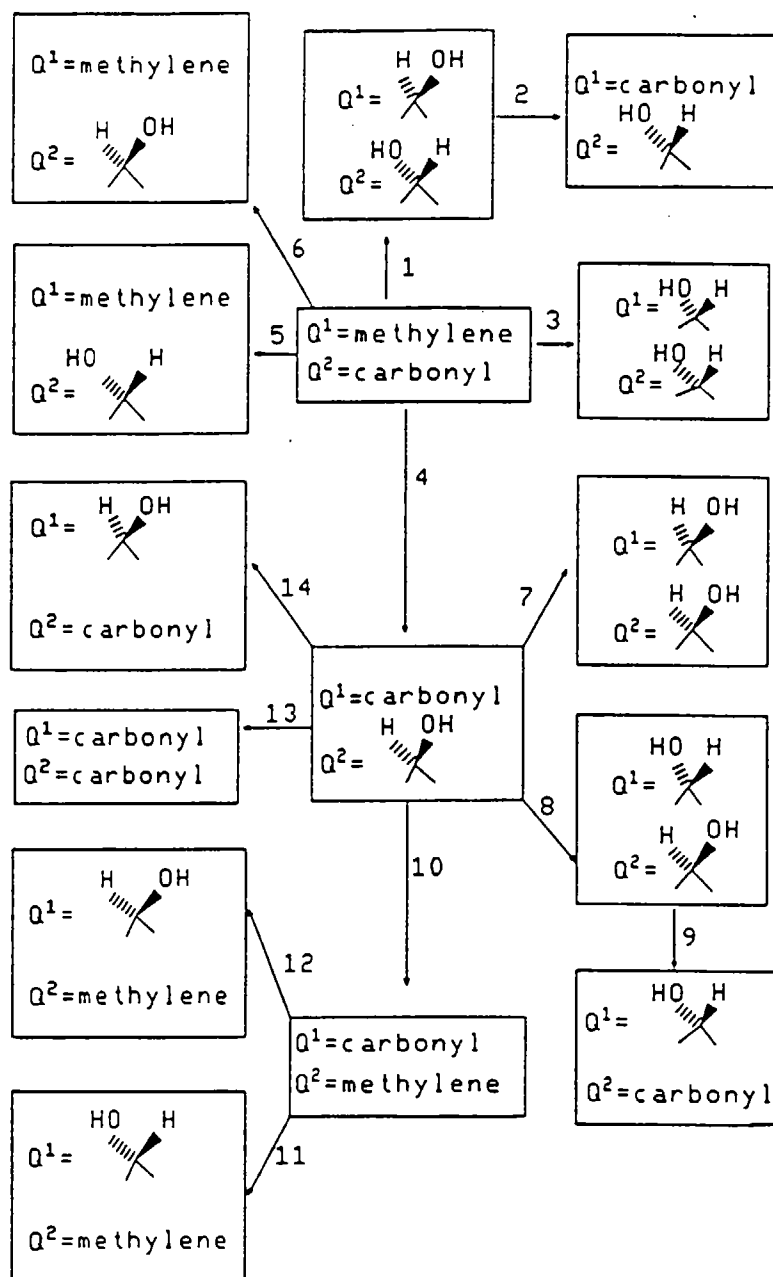 Q¹=methylene
H OH
Q²=
H OH
Q¹=
HO H
Q²=
2
Q¹=carbonyl
HO H
Q²=
6
1
Q¹=methylene
HO H
Q²=
5
Q¹=methylene
Q²=carbonyl
3
HO H
Q¹=
HO H
Q²=
4
H OH
Q¹=
Q²=carbonyl
14
7
H OH
Q¹=
H OH
Q²=
Q¹=carbonyl
H OH
Q²=
13
Q¹=carbonyl
Q²=carbonyl
8
HO H
Q¹=
H OH
Q²=
10
9
H OH
Q¹=
Q²=methylene
12
Q¹=carbonyl
Q²=methylene
HO H
Q¹=
Q²=carbonyl
11
HO H
Q¹=
Q²=methylene